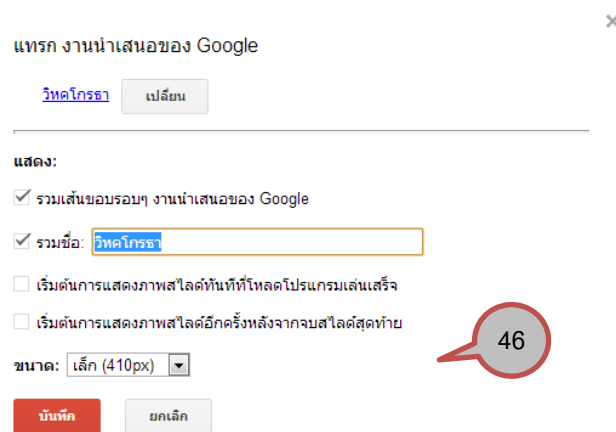 แทรก งานนำเสนอของ Google
วิหคโกรธา เปลี่ยน
แสดง:
รวมเส้นขอบรอบๆ งานนำเสนอของ Google
รวมชื่อ: วิหคโกรธา
เริ่มต้นการแสดงภาพสไลด์ทันทีที่โหลดโปรแกรมเล่นเสร็จ
เริ่มต้นการแสดงภาพสไลด์อีกครั้งหลังจากจบสไลด์สุดท้าย
46
ขนาด: เล็ก (410px)
บันทึก ยกเลิก